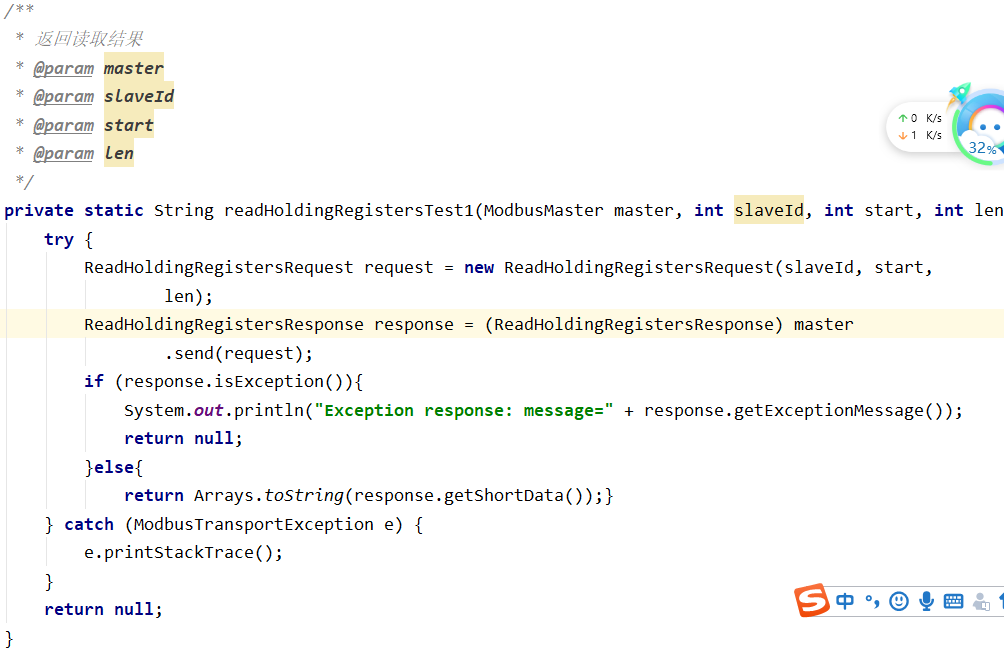 /**
 * 返回读取结果
 * @param master
 * @param slaveId
 * @param start
 * @param len
 */
private static String readHoldingRegistersTest1(ModbusMaster master, int slaveId, int start, int len
    try {
        ReadHoldingRegistersRequest request = new ReadHoldingRegistersRequest(slaveId, start,
                len);
        ReadHoldingRegistersResponse response = (ReadHoldingRegistersResponse) master
                .send(request);
        if (response.isException()){
            System.out.println("Exception response: message=" + response.getExceptionMessage());
            return null;
        }else{
            return Arrays.toString(response.getShortData());}
    } catch (ModbusTransportException e) {
        e.printStackTrace();
    }
    return null;
}
↑ 0 K/s
↓ 1 K/s
32%
S 中 °,